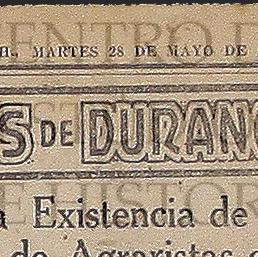 H., MARTES 28 DE MAYO DE
S DE DURANG
a Existencia de
de Agraristas